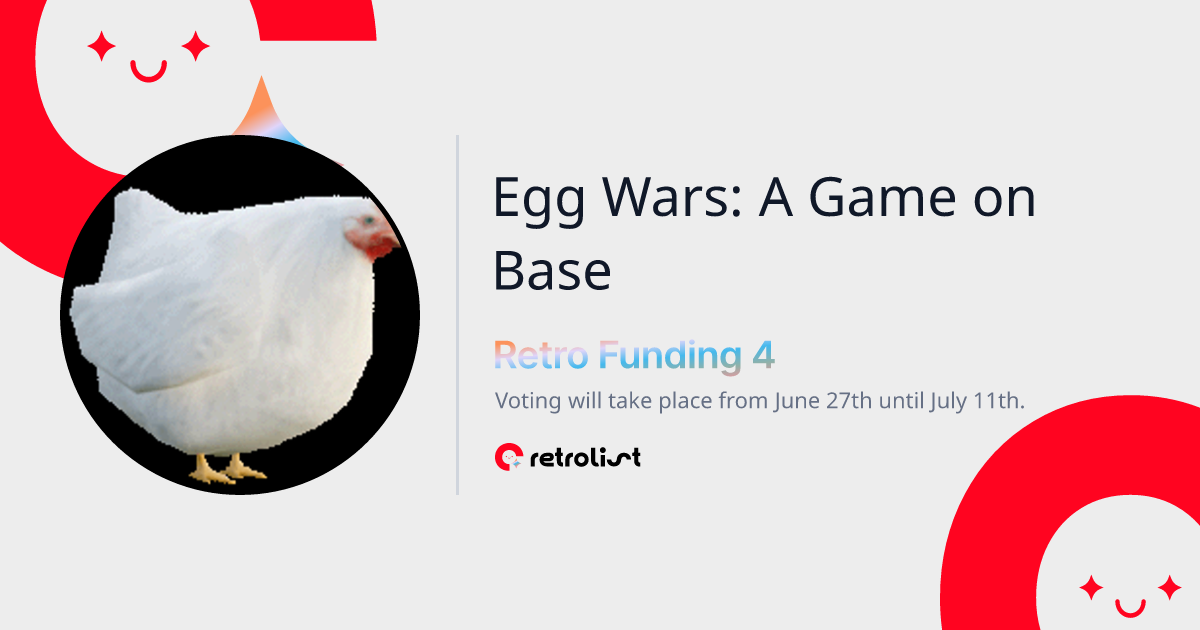 Egg Wars: A Game on
Base
Retro Funding 4
Voting will take place from June 27th until July 11th.
retrolist